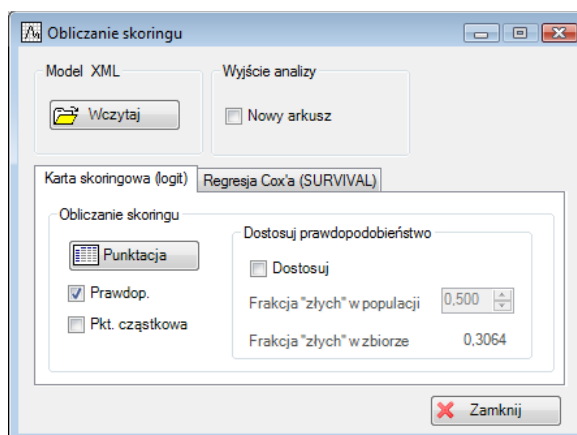 Obliczanie skoringu
Model XML
Wczytaj
Wyjście analizy
Nowy arkusz
Karta skoringowa (logit)
Regresja Cox'a (SURVIVAL)
Obliczanie skoringu
Punktacja
Prawdop.
Pkt. cząstkowa
Dostosuj prawdopodobieństwo
Dostosuj
Frakcja "złych" w populacji 0,500
Frakcja "złych" w zbiorze 0,3064
Zamknij